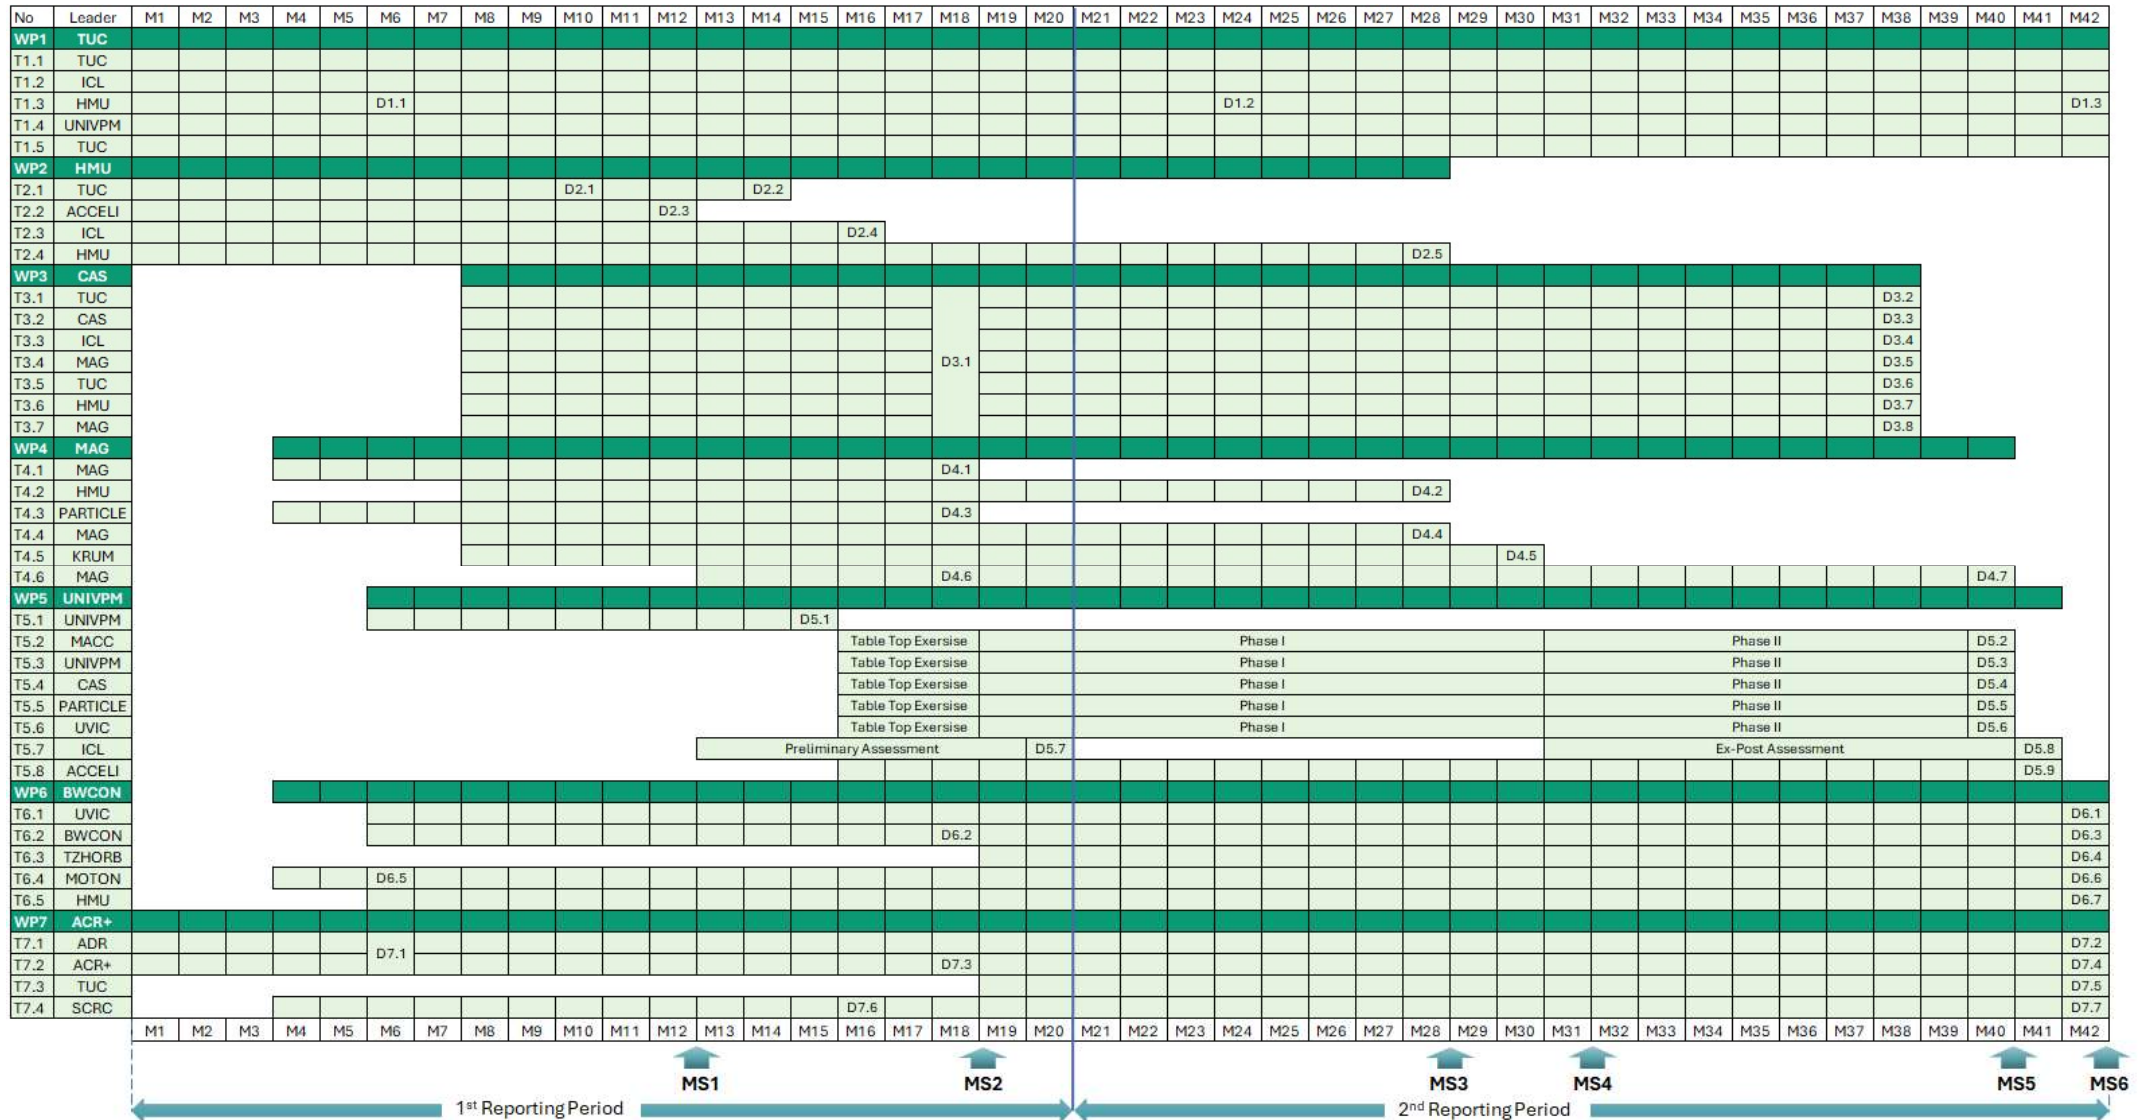 No Leader M1 M2 M3 M4 M5 M6 M7 M8 M9 M10 M11 M12 M13 M14 M15 M16 M17 M18 M19 M20 M21 M22 M23 M24 M25 M26 M27 M28 M29 M30 M31 M32 M33 M34 M35 M36 M37 M38 M39 M40 M41 M42
WP1 TUC
T1.1 TUC
T1.2 ICL
T1.3 HMU D1.1 D1.2 D1.3
T1.4 UNIVPM
T1.5 TUC
WP2 HMU
T2.1 TUC D2.1 D2.2
T2.2 ACCELI D2.3
T2.3 ICL D2.4
T2.4 HMU D2.5
WP3 CAS
T3.1 TUC D3.2
T3.2 CAS D3.3
T3.3 ICL D3.4
T3.4 MAG D3.1 D3.5
T3.5 TUC D3.6
T3.6 HMU D3.7
T3.7 MAG D3.8
WP4 MAG
T4.1 MAG D4.1
T4.2 HMU D4.2
T4.3 PARTICLE D4.3
T4.4 MAG D4.4
T4.5 KRUM D4.5
T4.6 MAG D4.6 D4.7
WP5 UNIVPM
T5.1 UNIVPM D5.1
T5.2 MACC Table Top Exersise Phase I Phase II D5.2
T5.3 UNIVPM Table Top Exersise Phase I Phase II D5.3
T5.4 CAS Table Top Exersise Phase I Phase II D5.4
T5.5 PARTICLE Table Top Exersise Phase I Phase II D5.5
T5.6 UVIC Table Top Exersise Phase I Phase II D5.6
T5.7 ICL Preliminary Assessment D5.7 Ex-Post Assessment D5.8
T5.8 ACCELI D5.9
WP6 BWCON
T6.1 UVIC D6.1
T6.2 BWCON D6.2 D6.3
T6.3 TZHORB D6.4
T6.4 MOTON D6.5 D6.6
T6.5 HMU D6.7
WP7 ACR+
T7.1 ADR D7.1 D7.2
T7.2 ACR+ D7.3 D7.4
T7.3 TUC D7.5
T7.4 SCRC D7.6 D7.7
M1 M2 M3 M4 M5 M6 M7 M8 M9 M10 M11 M12 M13 M14 M15 M16 M17 M18 M19 M20 M21 M22 M23 M24 M25 M26 M27 M28 M29 M30 M31 M32 M33 M34 M35 M36 M37 M38 M39 M40 M41 M42
MS1 MS2 MS3 MS4 MS5 MS6
1st Reporting Period 2nd Reporting Period